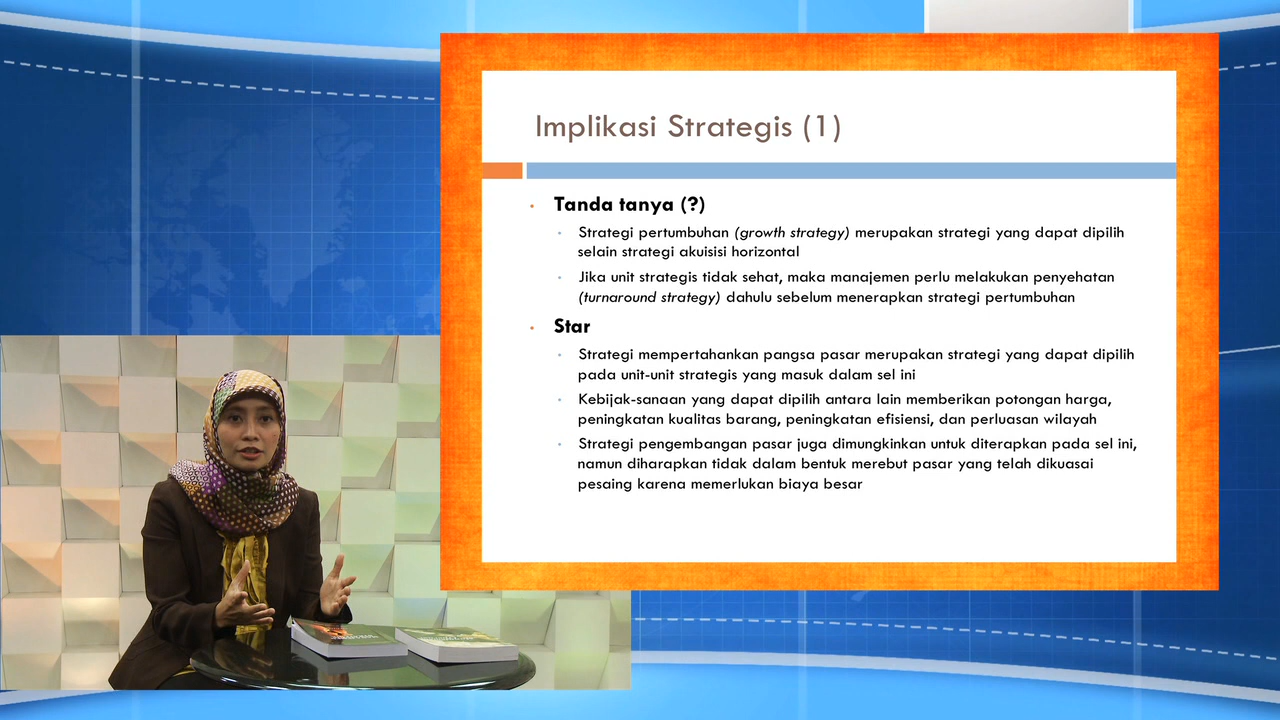 Implikasi Strategis (1)
Tanda tanya (?)
Strategi pertumbuhan (growth strategy) merupakan strategi yang dapat dipilih
selain strategi akuisisi horizontal
Jika unit strategis tidak sehat, maka manajemen perlu melakukan penyehatan
(turnaround strategy) dahulu sebelum menerapkan strategi pertumbuhan
Star
Strategi mempertahankan pangsa pasar merupakan strategi yang dapat dipilih
pada unit-unit strategis yang masuk dalam sel ini
Kebijak-sanaan yang dapat dipilih antara lain memberikan potongan harga,
peningkatan kualitas barang, peningkatan efisiensi, dan perluasan wilayah
Strategi pengembangan pasar juga dimungkinkan untuk diterapkan pada sel ini,
namun diharapkan tidak dalam bentuk merebut pasar yang telah dikuasai
pesaing karena memerlukan biaya besar